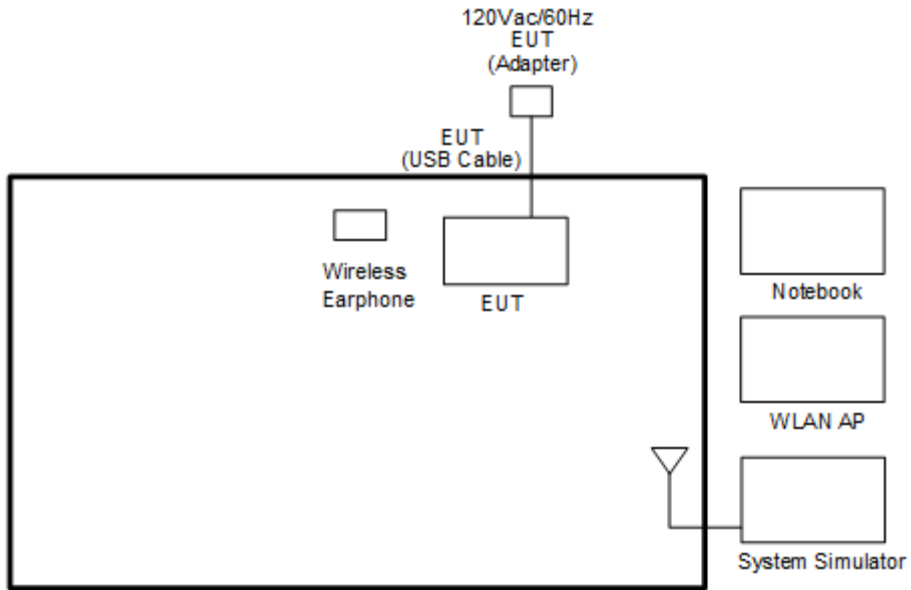 120Vac/60Hz
EUT
(Adapter)
EUT
(USB Cable)
Wireless
Earphone
EUT
Notebook
WLAN AP
System Simulator